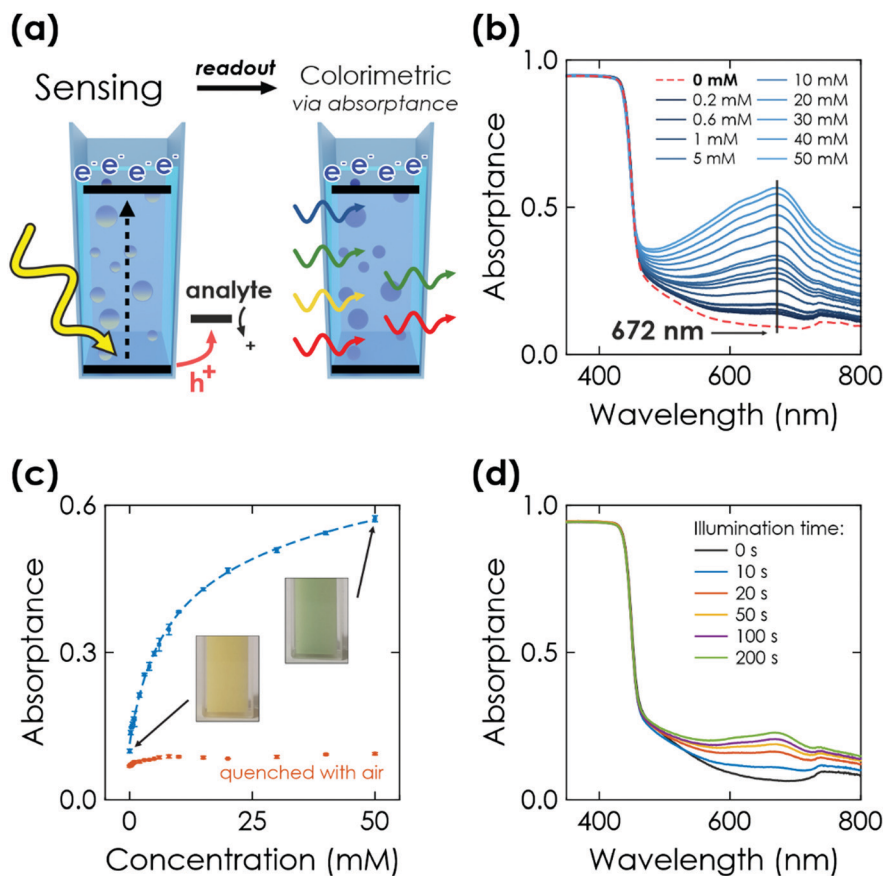 (a)
Sensing
readout
Colorimetric
via absorptance
e- e- e- e-
e- e- e- e-
analyte
+
h+
(b)
1.0
0.5
0.0
Absorptance
0 mM
0.2 mM
0.6 mM
1 mM
5 mM
10 mM
20 mM
30 mM
40 mM
50 mM
672 nm
400
600
800
Wavelength (nm)
(c)
0.6
0.3
0.0
Absorptance
quenched with air
0
25
50
Concentration (mM)
(d)
1.0
0.5
0.0
Absorptance
Illumination time:
0 s
10 s
20 s
50 s
100 s
200 s
400
600
800
Wavelength (nm)